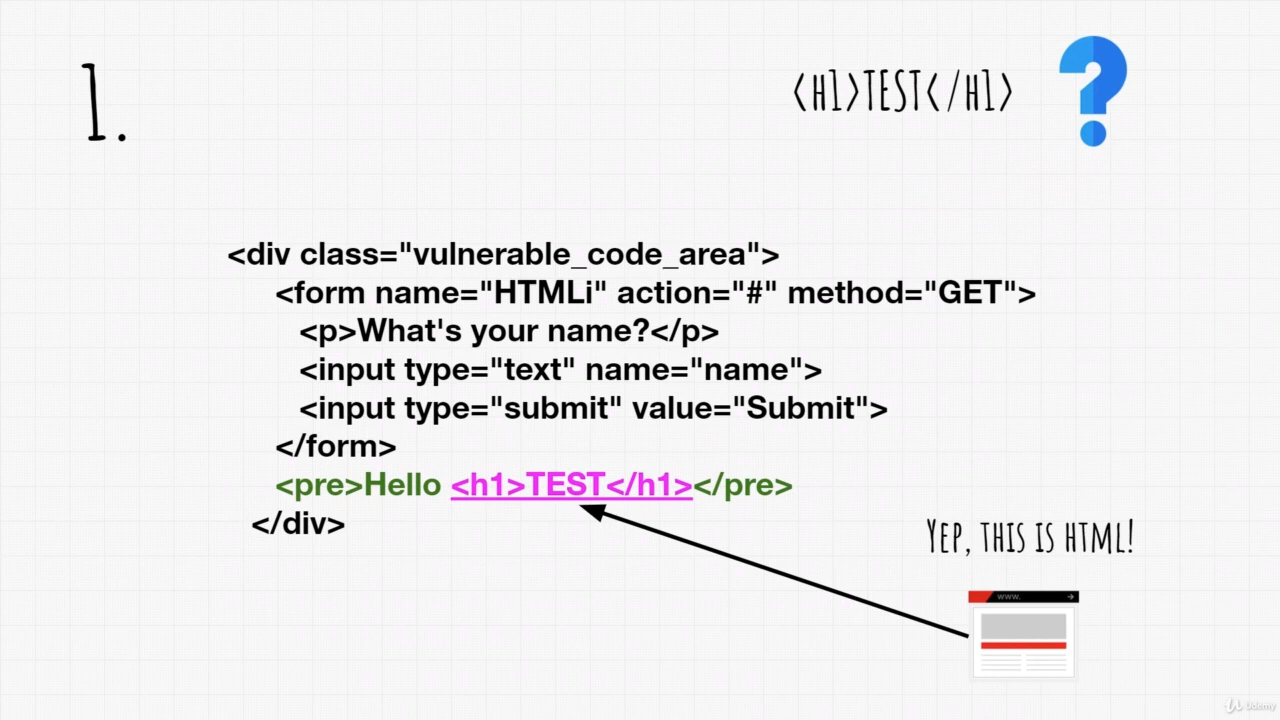 1.
<h1>TEST</h1>
<div class="vulnerable_code_area">
<form name="HTMLi" action="#" method="GET">
<p>What's your name?</p>
<input type="text" name="name">
<input type="submit" value="Submit">
</form>
<pre>Hello <h1>TEST</h1></pre>
</div>
Yep, this is html!
www.
Udemy